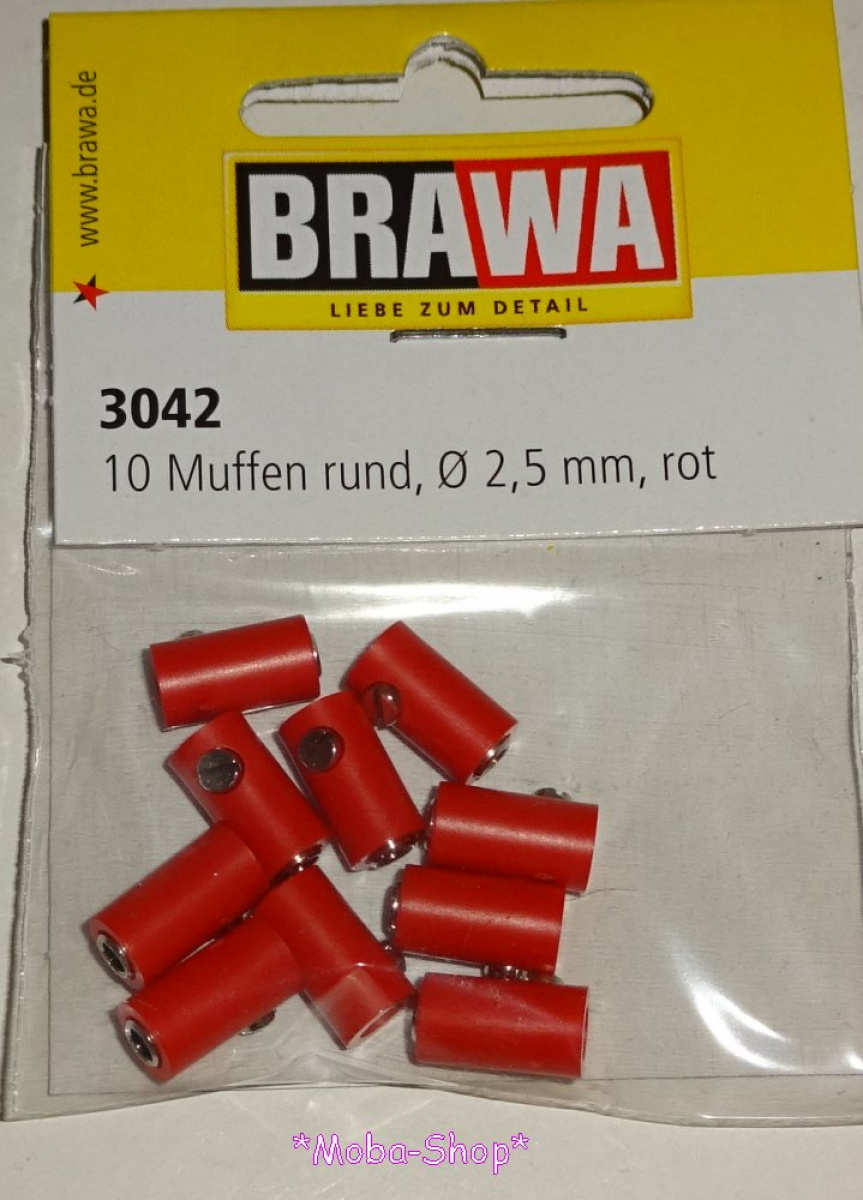 www.brawa.de
BRAWA
LIEBE ZUM DETAIL
3042
10 Muffen rund, Ø 2,5 mm, rot
*Moba-Shop*